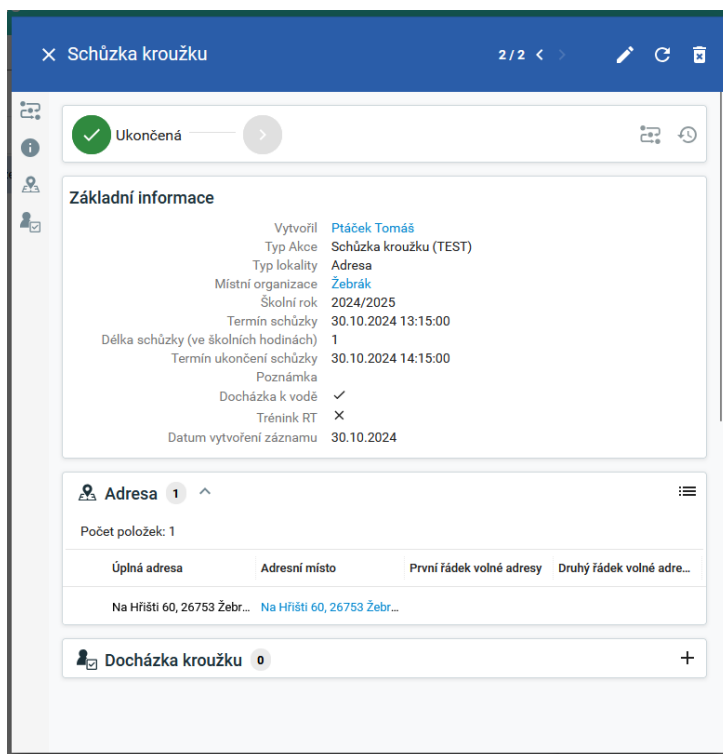 Schůzka kroužku
2 / 2
Ukončená
Základní informace
Vytvořil Ptáček Tomáš
Typ Akce Schůzka kroužku (TEST)
Typ lokality Adresa
Místní organizace Žebrák
Školní rok 2024/2025
Termín schůzky 30.10.2024 13:15:00
Délka schůzky (ve školních hodinách) 1
Termín ukončení schůzky 30.10.2024 14:15:00
Poznámka
Docházka k vodě
Trénink RT
Datum vytvoření záznamu 30.10.2024
Adresa 1
Počet položek: 1
Úplná adresa Adresní místo První řádek volné adresy Druhý řádek volné adre...
Na Hřišti 60, 26753 Žebr... Na Hřišti 60, 26753 Žebr...
Docházka kroužku 0